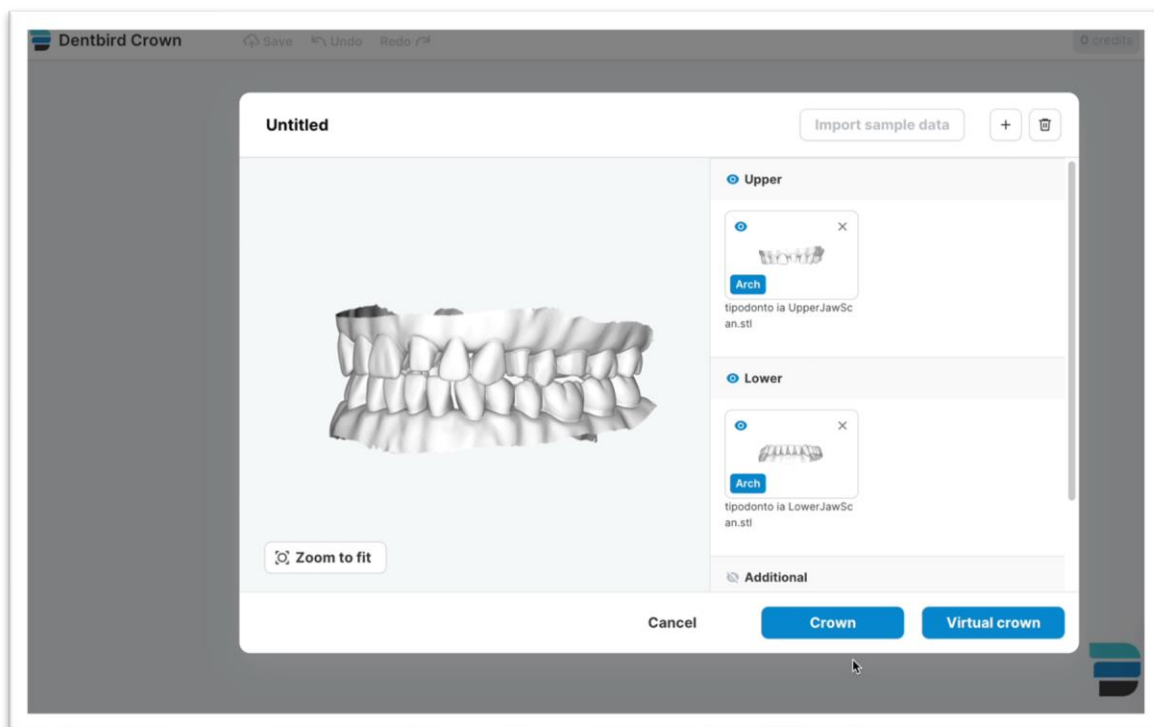 Dentbird Crown Save Undo Redo 0 credits
Untitled Import sample data
Upper
Arch
tipodonto ia UpperJawSc
an.stl
Lower
Arch
tipodonto ia LowerJawSc
an.stl
Zoom to fit
Additional
Cancel Crown Virtual crown